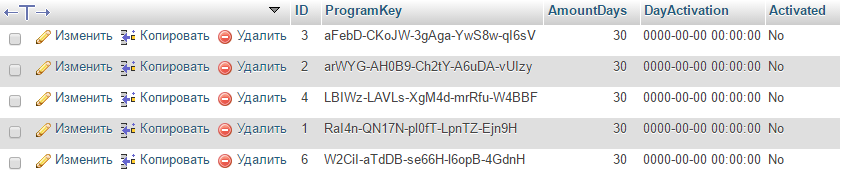 ID ProgramKey AmountDays DayActivation Activated
Изменить Копировать Удалить 3 aFebD-CKoJW-3gAga-YwS8w-qI6sV 30 0000-00-00 00:00:00 No
Изменить Копировать Удалить 2 arWYG-AH0B9-Ch2tY-A6uDA-vUIzy 30 0000-00-00 00:00:00 No
Изменить Копировать Удалить 4 LBIWz-LAVLs-XgM4d-mrRfu-W4BBF 30 0000-00-00 00:00:00 No
Изменить Копировать Удалить 1 RaI4n-QN17N-pI0fT-LpnTZ-Ejn9H 30 0000-00-00 00:00:00 No
Изменить Копировать Удалить 6 W2CiI-aTdDB-se66H-I6opB-4GdnH 30 0000-00-00 00:00:00 No